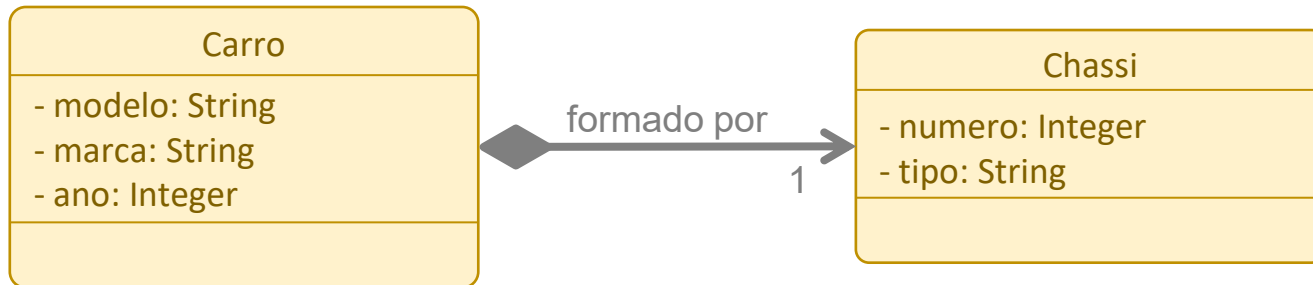 Carro
- modelo: String
- marca: String
- ano: Integer
formado por
1
Chassi
- numero: Integer
- tipo: String